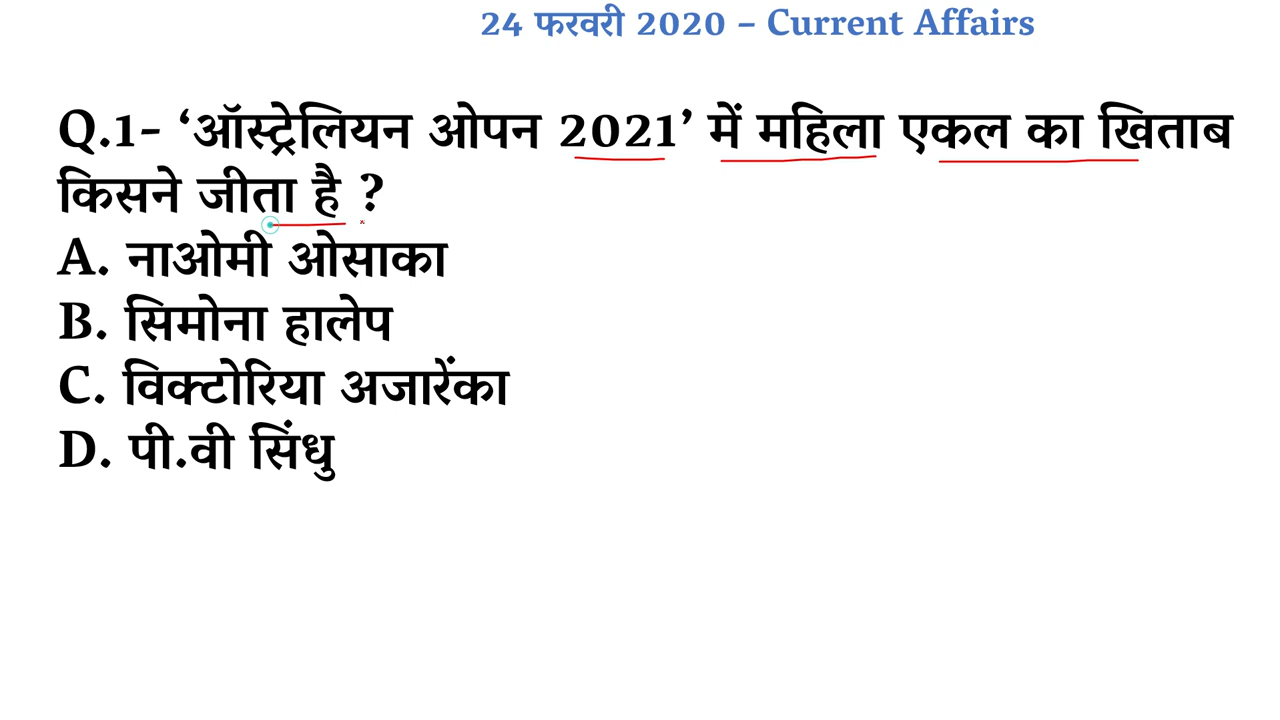 24 फरवरी 2020 – Current Affairs
Q.1- ‘ऑस्ट्रेलियन ओपन 2021’ में महिला एकल का खिताब
किसने जीता है ?
A. नाओमी ओसाका
B. सिमोना हालेप
C. विक्टोरिया अजारेंका
D. पी.वी सिंधु